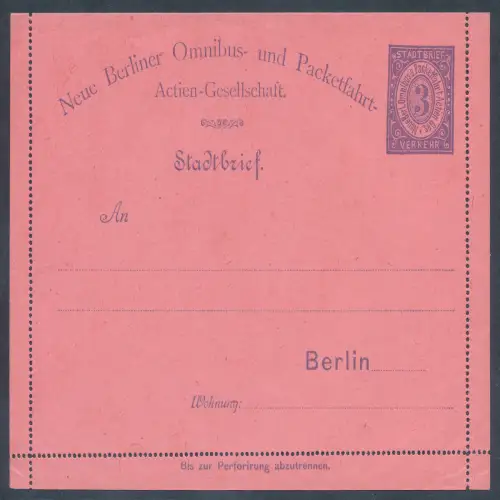 Neue Berliner Omnibus- und Packetfahrt-
Actien-Gesellschaft.
STADTBRIEF-
3
VERKEHR
Stadtbrief.
An
Berlin
Wohnung:
Bis zur Perforirung abzutrennen.